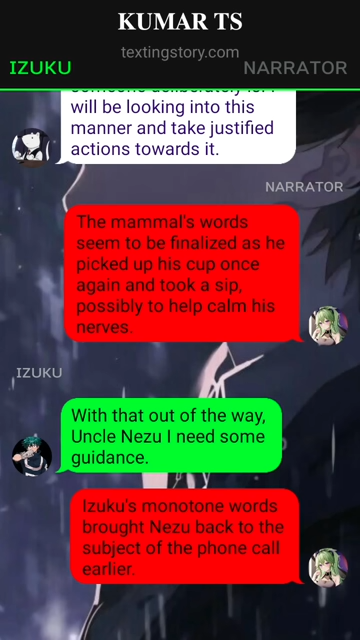 KUMAR TS
textingstory.com
IZUKU
NARRATOR
will be looking into this
manner and take justified
actions towards it.
NARRATOR
The mammal's words
seem to be finalized as he
picked up his cup once
again and took a sip,
possibly to help calm his
nerves.
IZUKU
With that out of the way,
Uncle Nezu I need some
guidance.
Izuku's monotone words
brought Nezu back to the
subject of the phone call
earlier.